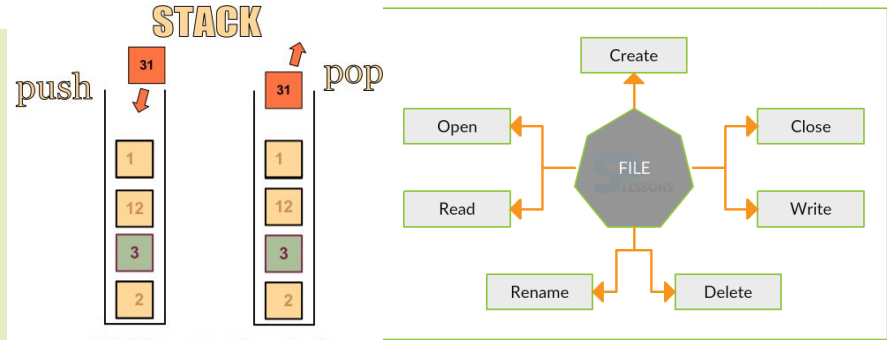 STACK
push
31
pop
31
1
12
3
2
1
12
3
2
Create
Open
Close
FILE
LESSONS
Read
Write
Rename
Delete